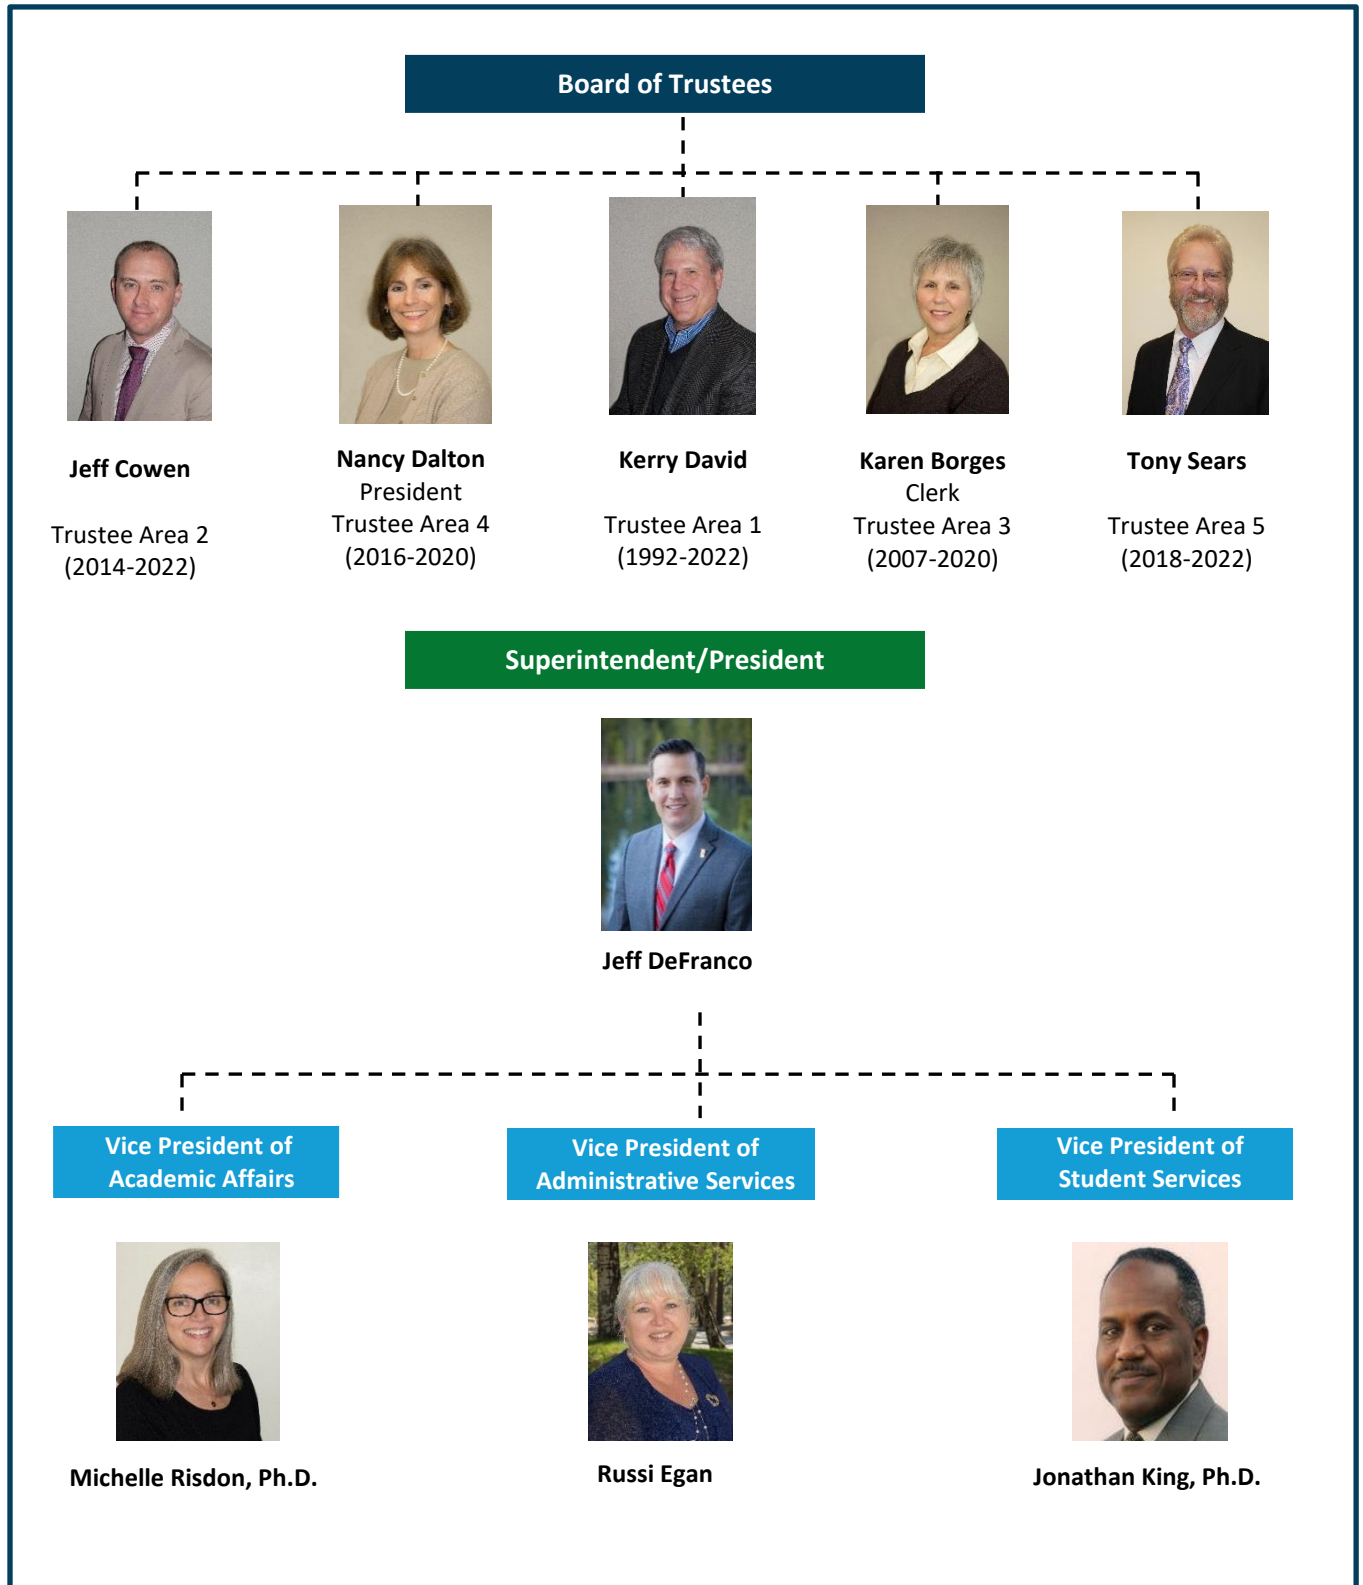 Board of Trustees
Jeff Cowen
Trustee Area 2
(2014-2022)
Nancy Dalton
President
Trustee Area 4
(2016-2020)
Kerry David
Trustee Area 1
(1992-2022)
Karen Borges
Clerk
Trustee Area 3
(2007-2020)
Tony Sears
Trustee Area 5
(2018-2022)
Superintendent/President
Jeff DeFranco
Vice President of
Academic Affairs
Michelle Risdon, Ph.D.
Vice President of
Administrative Services
Russi Egan
Vice President of
Student Services
Jonathan King, Ph.D.